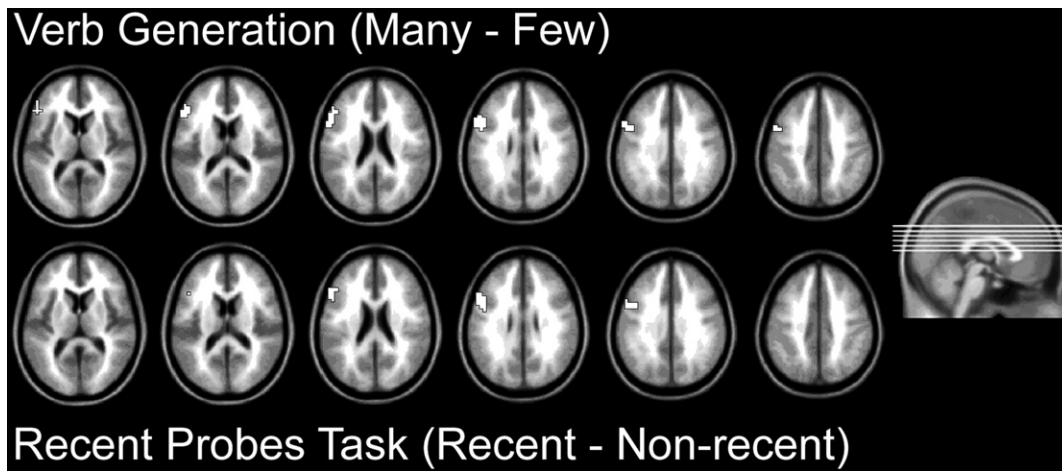 Verb Generation (Many - Few)
Recent Probes Task (Recent - Non-recent)